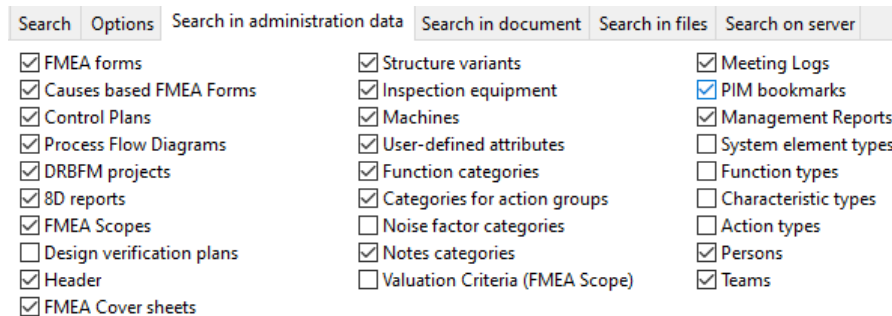 Search Options Search in administration data Search in document Search in files Search on server
FMEA forms
Causes based FMEA Forms
Control Plans
Process Flow Diagrams
DRBFM projects
8D reports
FMEA Scopes
Design verification plans
Header
FMEA Cover sheets
Structure variants
Inspection equipment
Machines
User-defined attributes
Function categories
Categories for action groups
Noise factor categories
Notes categories
Valuation Criteria (FMEA Scope)
Meeting Logs
PIM bookmarks
Management Reports
System element types
Function types
Characteristic types
Action types
Persons
Teams